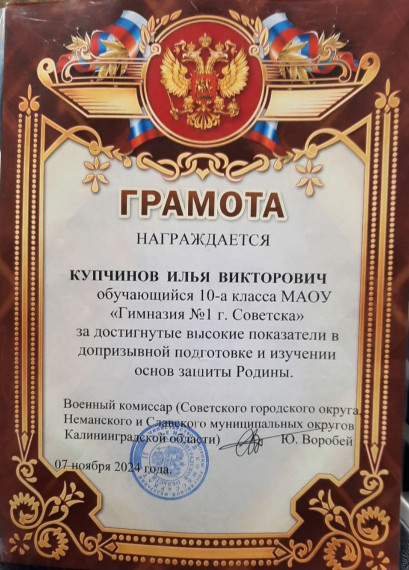 ГРАМОТА
НАГРАЖДАЕТСЯ
КУПЧИНОВ ИЛЬЯ ВИКТОРОВИЧ
обучающийся 10-а класса МАОУ
«Гимназия №1 г. Советска»
за достигнутые высокие показатели в
допризывной подготовке и изучении
основ защиты Родины.
Военный комиссар (Советского городского округа,
Неманского и Славского муниципальных округов
Калининградской области) Ю. Воробей
07 ноября 2024 года.